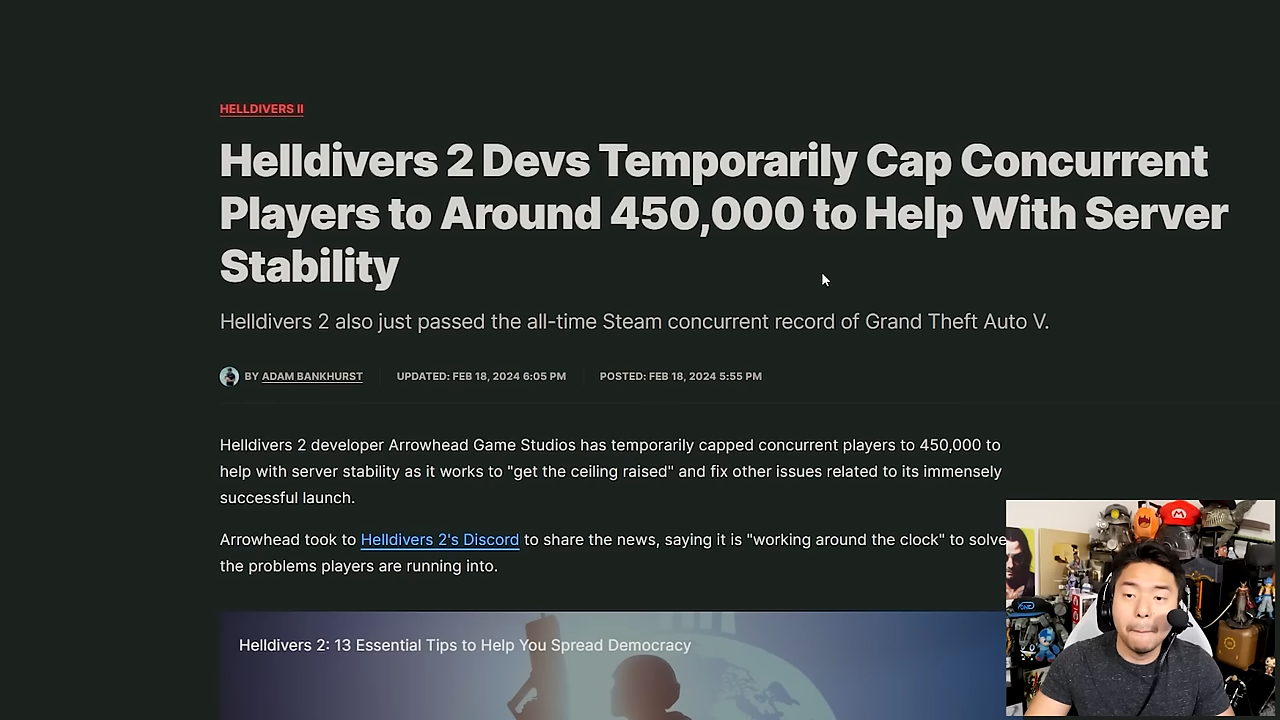 HELLDIVERS II
Helldivers 2 Devs Temporarily Cap Concurrent
Players to Around 450,000 to Help With Server
Stability
Helldivers 2 also just passed the all-time Steam concurrent record of Grand Theft Auto V.
BY ADAM BANKHURST UPDATED: FEB 18, 2024 6:05 PM POSTED: FEB 18, 2024 5:55 PM
Helldivers 2 developer Arrowhead Game Studios has temporarily capped concurrent players to 450,000 to
help with server stability as it works to "get the ceiling raised" and fix other issues related to its immensely
successful launch.
Arrowhead took to Helldivers 2's Discord to share the news, saying it is "working around the clock" to solve
the problems players are running into.
Helldivers 2: 13 Essential Tips to Help You Spread Democracy